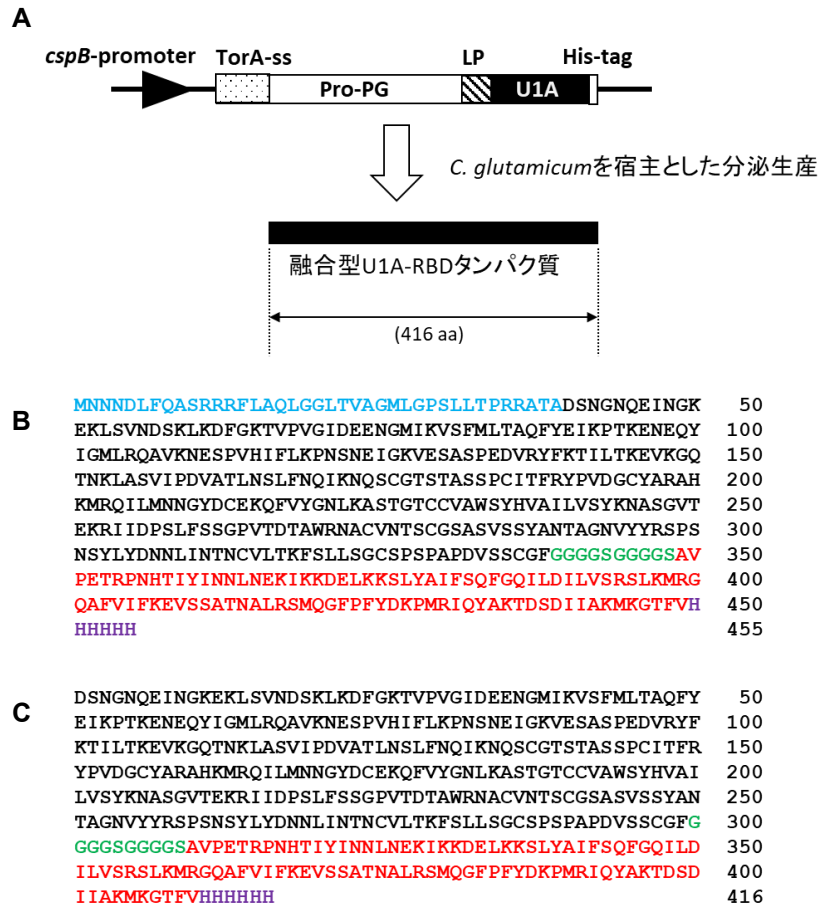 A
cspB-promoter TorA-ss LP His-tag
Pro-PG U1A
C. glutamicumを宿主とした分泌生産
融合型U1A-RBDタンパク質
(416 aa)
B
MNNNDLFQASRRRFLAQLGGLTVAGMLGPSLLTPRRATADSNGNQEINGK 50
EKLSVNDSKLKDFGKTVPVGIDEENGMIKVSFMLTAQFYEIKPTKENEQY 100
IGMLRQAVKNESPVHIFLKPNSNEIGKVESASPEDVRYFKTILTKEVKGQ 150
TNKLASVIPDVATLNSLFNQIKNQSCGTSTASSPCITFRYPVDGCYARAH 200
KMRQILMNNGYDCEKQFVYGNLKASTGTCCVAWSYHVAILVSYKNASGVT 250
EKRIIDPSLFSSGPVTDTAWRNACVNTSCGSASVSSYANTAGNVYYRSPS 300
NSYLYDNNLINTNCVLTKFSLLSGCSPSPAPDVSSCGFGGGGSGGGGSAV 350
PETRPNHTIYINNLNEKIKKDELKKSLYAIFSQFGQILDILVSRSLKMRG 400
QAFVIFKEVSSATNALRSMQGFPFYDKPMRIQYAKTDSDIIAKMKGTFVH 450
HHHHH 455
C
DSNGNQEINGKEKLSVNDSKLKDFGKTVPVGIDEENGMIKVSFMLTAQFY 50
EIKPTKENEQYIGMLRQAVKNESPVHIFLKPNSNEIGKVESASPEDVRYF 100
KTILTKEVKGQTNKLASVIPDVATLNSLFNQIKNQSCGTSTASSPCITFR 150
YPVDGCYARAHKMRQILMNNGYDCEKQFVYGNLKASTGTCCVAWSYHVAI 200
LVSYKNASGVTEKRIIDPSLFSSGPVTDTAWRNACVNTSCGSASVSSYAN 250
TAGNVYYRSPSNSYLYDNNLINTNCVLTKFSLLSGCSPSPAPDVSSCGFG 300
GGGSGGGGSAVPETRPNHTIYINNLNEKIKKDELKKSLYAIFSQFGQILD 350
ILVSRSLKMRGQAFVIFKEVSSATNALRSMQGFPFYDKPMRIQYAKTDSD 400
IIAKMKGTFVHHHHHH 416